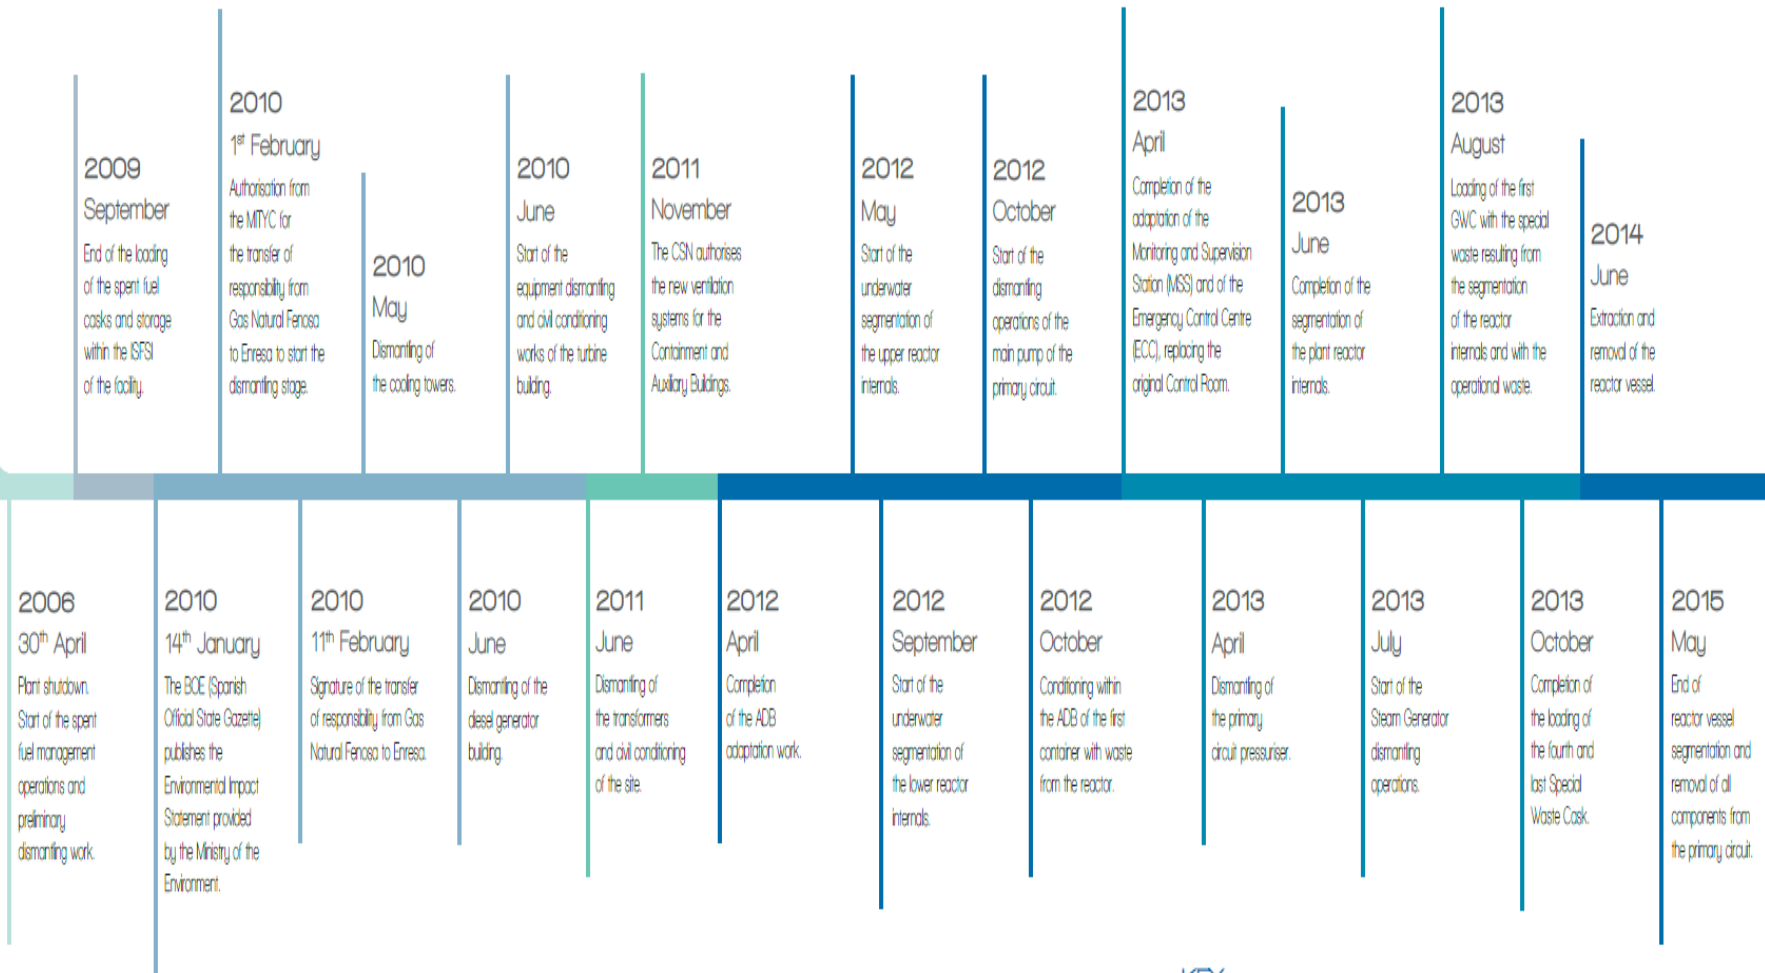 2009
September
End of the loading
of the spent fuel
casks and storage
within the ISFSI
of the facility.
2010
1st February
Authorisation from
the MITYC for
the transfer of
responsibility from
Gas Natural Fenosa
to Enresa to start the
dismantling stage.
2010
May
Dismantling of
the cooling towers.
2010
June
Start of the
equipment dismantling
and civil conditioning
works of the turbine
building.
2011
November
The CSN authorises
the new ventilation
systems for the
Containment and
Auxiliary Buildings.
2012
May
Start of the
underwater
segmentation of
the upper reactor
internals.
2012
October
Start of the
dismantling
operations of the
main pump of the
primary circuit.
2013
April
Completion of the
adaptation of the
Monitoring and Supervision
Station (MSS) and of the
Emergency Control Centre
(ECC), replacing the
original Control Room.
2013
June
Completion of the
segmentation of
the plant reactor
internals.
2013
August
Loading of the first
GWC with the special
waste resulting from
the segmentation
of the reactor
internals and with the
operational waste.
2014
June
Extraction and
removal of the
reactor vessel.
2006
30th April
Plant shutdown.
Start of the spent
fuel management
operations and
preliminary
dismantling work.
2010
14th January
The BOE (Spanish
Official State Gazette)
publishes the
Environmental Impact
Statement provided
by the Ministry of the
Environment.
2010
11th February
Signature of the transfer
of responsibility from Gas
Natural Fenosa to Enresa.
2010
June
Dismantling of the
diesel generator
building.
2011
June
Dismantling of
the transformers
and civil conditioning
of the site.
2012
April
Completion
of the ADB
adaptation work.
2012
September
Start of the
underwater
segmentation of
the lower reactor
internals.
2012
October
Conditioning within
the ADB of the first
container with waste
from the reactor.
2013
April
Dismantling of
the primary
circuit pressuriser.
2013
July
Start of the
Steam Generator
dismantling
operations.
2013
October
Completion of
the loading of
the fourth and
last Special
Waste Cask.
2015
May
End of
reactor vessel
segmentation and
removal of all
components from
the primary circuit.
KEY